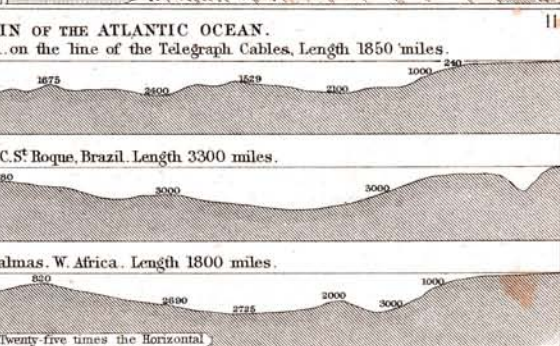 IN OF THE ATLANTIC OCEAN.
..on the line of the Telegraph Cables, Length 1850 miles.
1675 2400 1529 2100 1000 240
C.St Roque, Brazil. Length 3300 miles.
80 3000 3000
almas. W. Africa. Length 1800 miles.
820 2690 2725 2000 3000 1000
Twenty-five times the Horizontal)